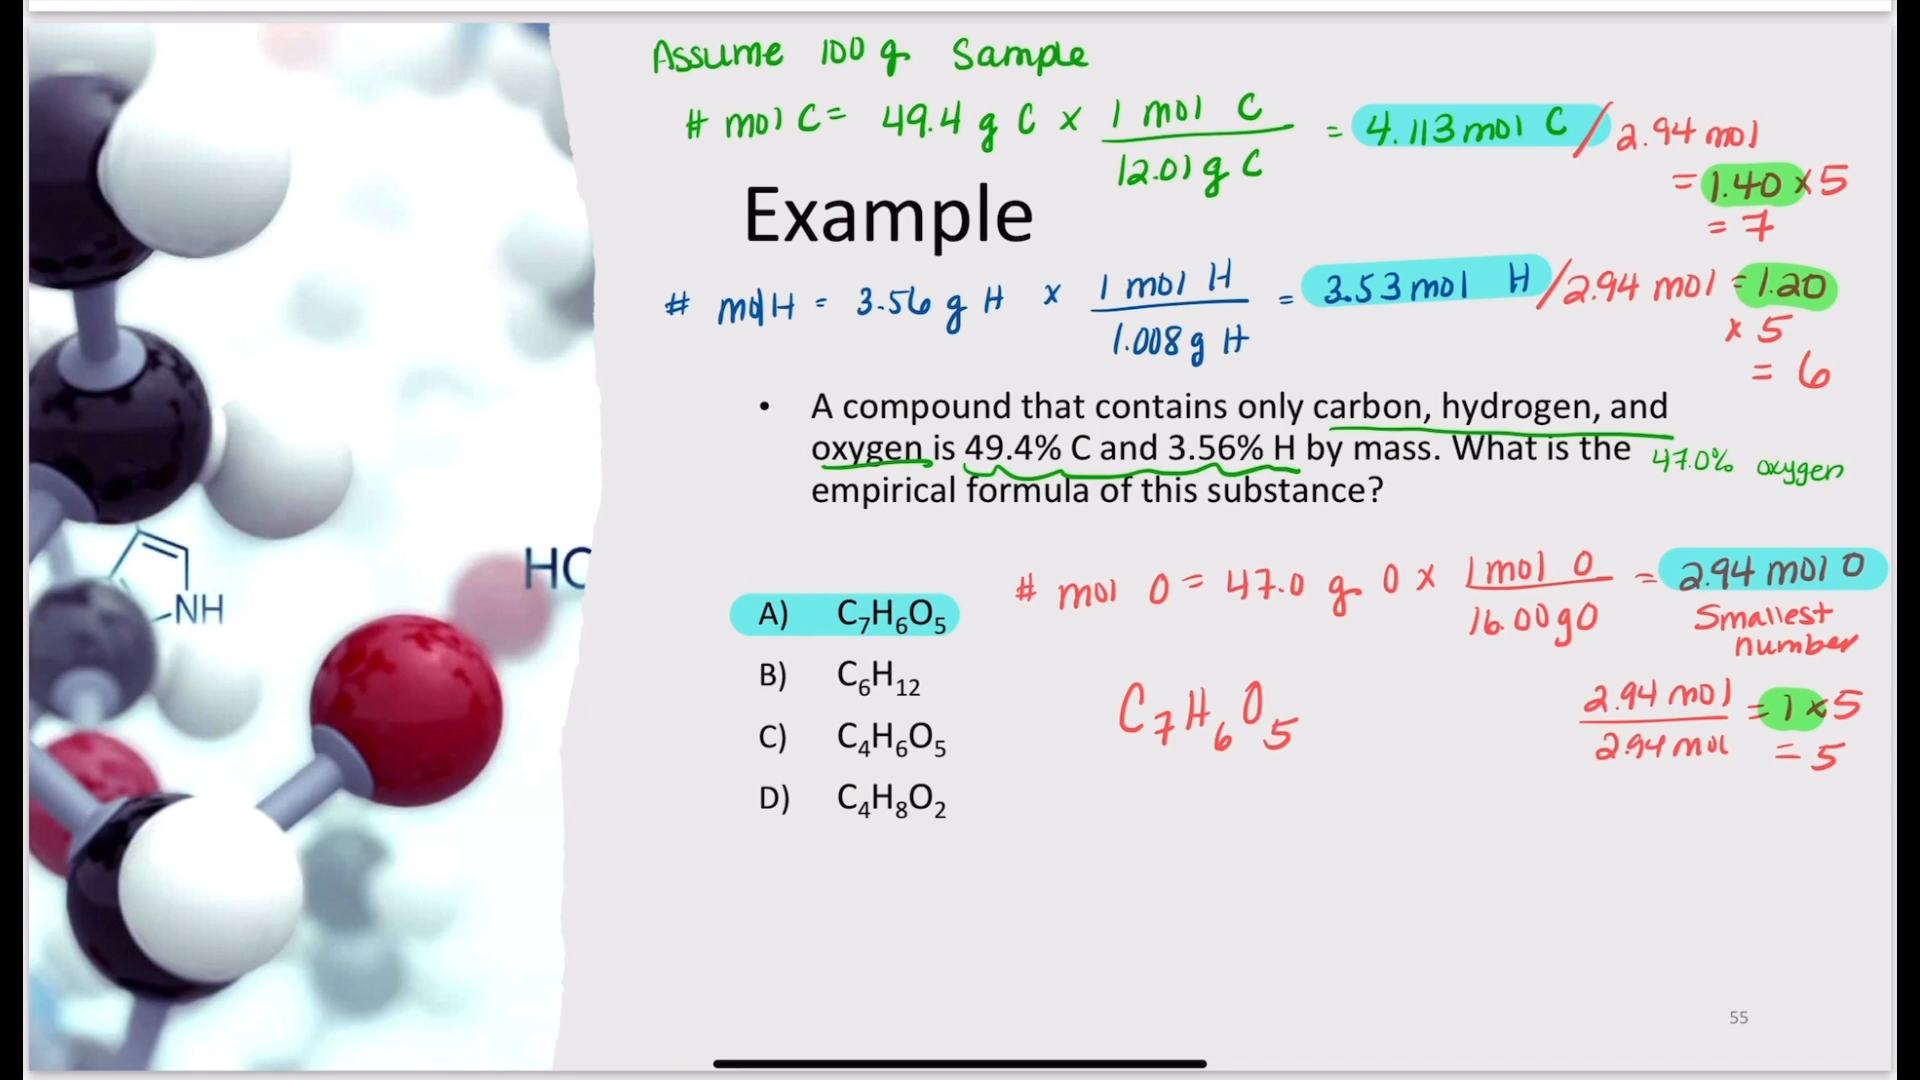 Assume 100 g Sample
# mol C = 49.4 g C x 1 mol C / 12.01 g C = 4.113 mol C / 2.94 mol
= 1.40 x 5
= 7
Example
# mol H = 3.56 g H x 1 mol H / 1.008 g H = 3.53 mol H / 2.94 mol = 1.20
x 5
= 6
• A compound that contains only carbon, hydrogen, and
oxygen is 49.4% C and 3.56% H by mass. What is the
47.0% oxygen
empirical formula of this substance?
HC
NH
# mol O = 47.0 g O x 1 mol O / 16.00 g O = 2.94 mol O
Smallest
number
A) C₇H₆O₅
B) C₆H₁₂
C₇H₆O₅
2.94 mol / 2.94 mol = 1 x 5
= 5
C) C₄H₆O₅
D) C₄H₈O₂
55